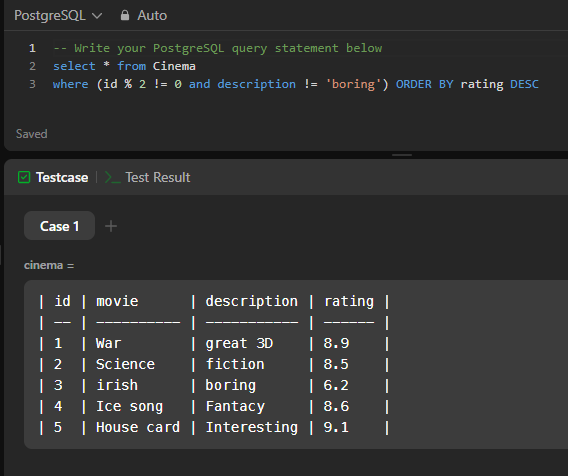 PostgreSQL Auto
1 -- Write your PostgreSQL query statement below
2 select * from Cinema
3 where (id % 2 != 0 and description != 'boring') ORDER BY rating DESC
Saved
Testcase | >_ Test Result
Case 1 +
cinema =
| id | movie | description | rating |
| -- | ---------- | ----------- | ------ |
| 1 | War | great 3D | 8.9 |
| 2 | Science | fiction | 8.5 |
| 3 | irish | boring | 6.2 |
| 4 | Ice song | Fantacy | 8.6 |
| 5 | House card | Interesting | 9.1 |